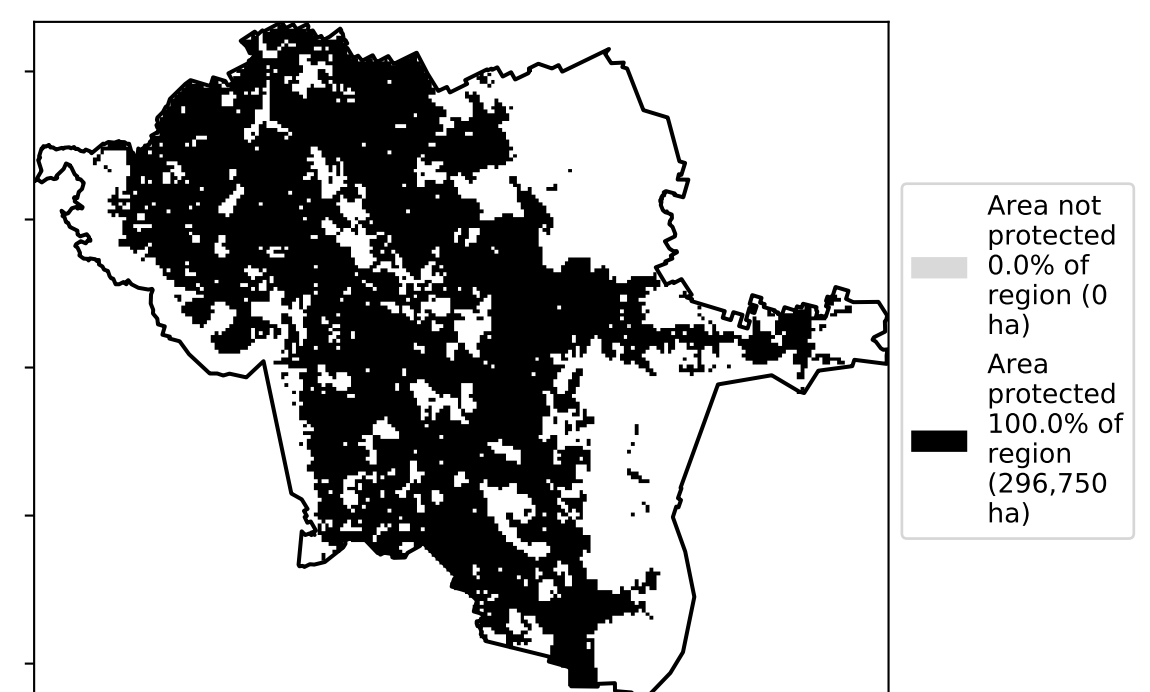 Area not
protected
0.0% of
region (0
ha)
Area
protected
100.0% of
region
(296,750
ha)